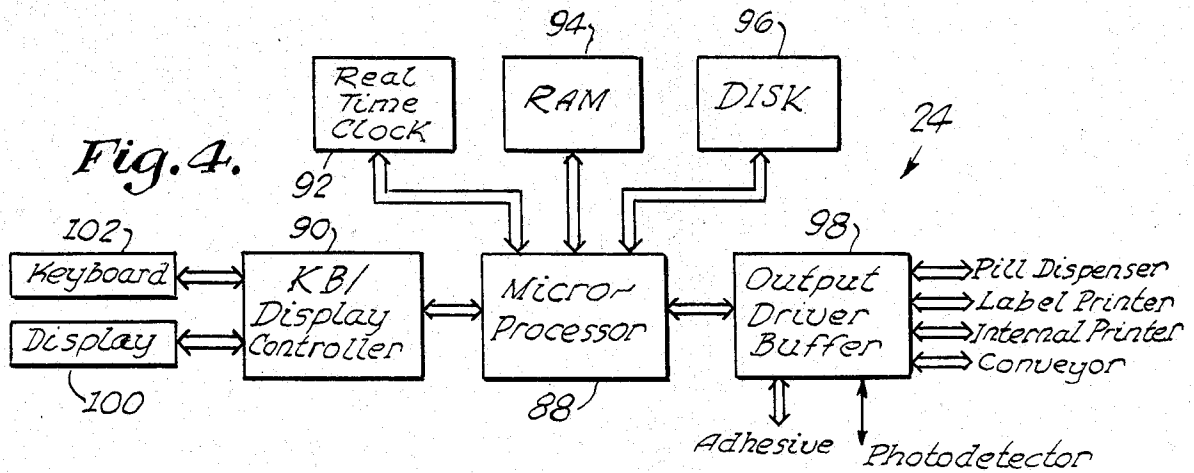 Fig. 4.
94
96
24
Real
Time
Clock
92
RAM
DISK
102
Keyboard
Display
100
90
KB/
Display
Controller
Micro-
Processor
88
98
Output
Driver
Buffer
Pill Dispenser
Label Printer
Internal Printer
Conveyor
Adhesive
Photodetector